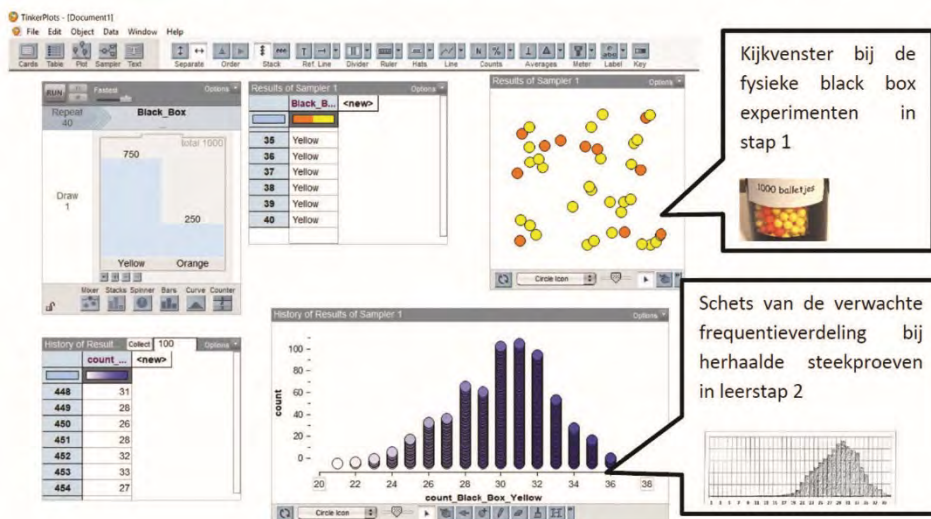 TinkerPlots - [Document1]
File Edit Object Data Window Help
Cards Table Plot Sampler Text
Separate Order Stack Ref. Line Divider Ruler Hats Line Counts Averages Meter Label Key
RUN Fastest Options
Repeat
40
Black_Box
total 1000
750
250
Draw
1
Yellow Orange
Mixer Stacks Spinner Bars Curve Counter
Results of Sampler 1
Black_B... <new>
35 Yellow
36 Yellow
37 Yellow
38 Yellow
39 Yellow
40 Yellow
Results of Sampler 1 Options
Circle Icon
Kijkvenster bij de
fysieke black box
experimenten in
stap 1
1000 balletjes
History of Result... Collect 100 Options
count_... <new>
448 31
449 28
450 26
451 28
452 32
453 33
454 27
History of Results of Sampler 1 Options
count
100
80
60
40
20
0
20 22 24 26 28 30 32 34 36 38
count_Black_Box_Yellow
Circle Icon
Schets van de verwachte
frequentieverdeling bij
herhaalde steekproeven
in leerstap 2